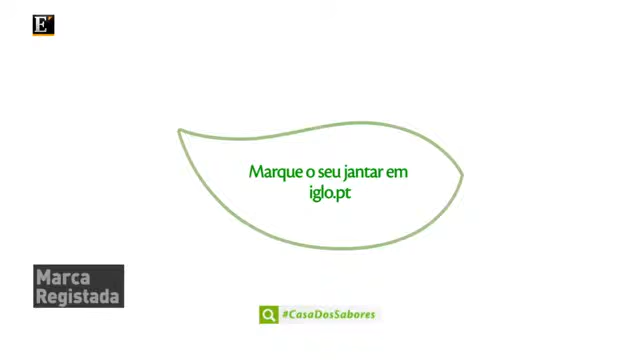 E
Marque o seu jantar em
iglo.pt
Marca
Registada
#CasaDosSabores